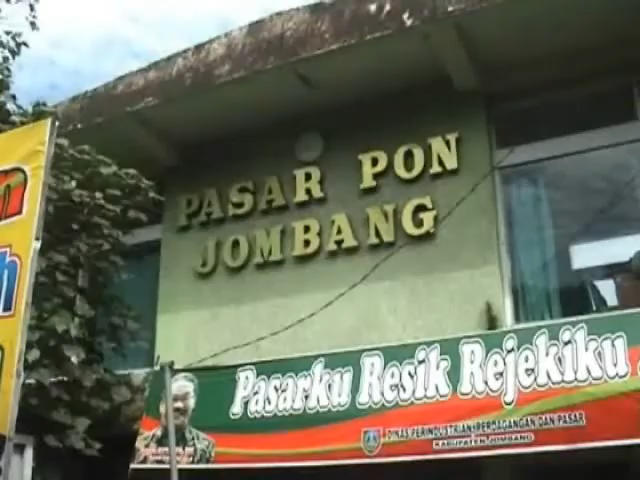 PASAR PON
JOMBANG
Pasarku Resik Rejekiku
DINAS PERINDUSTRIAN, PERDAGANGAN DAN PASAR
KABUPATEN JOMBANG